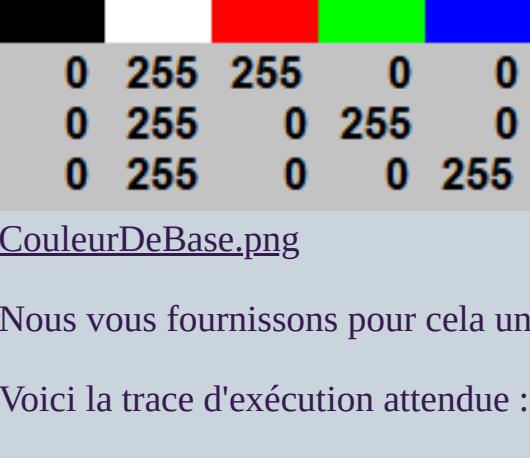 0 255 255 0 0
0 255 0 255 0
0 255 0 0 255
CouleurDeBase.png
Nous vous fournissons pour cela un
Voici la trace d'exécution attendue :